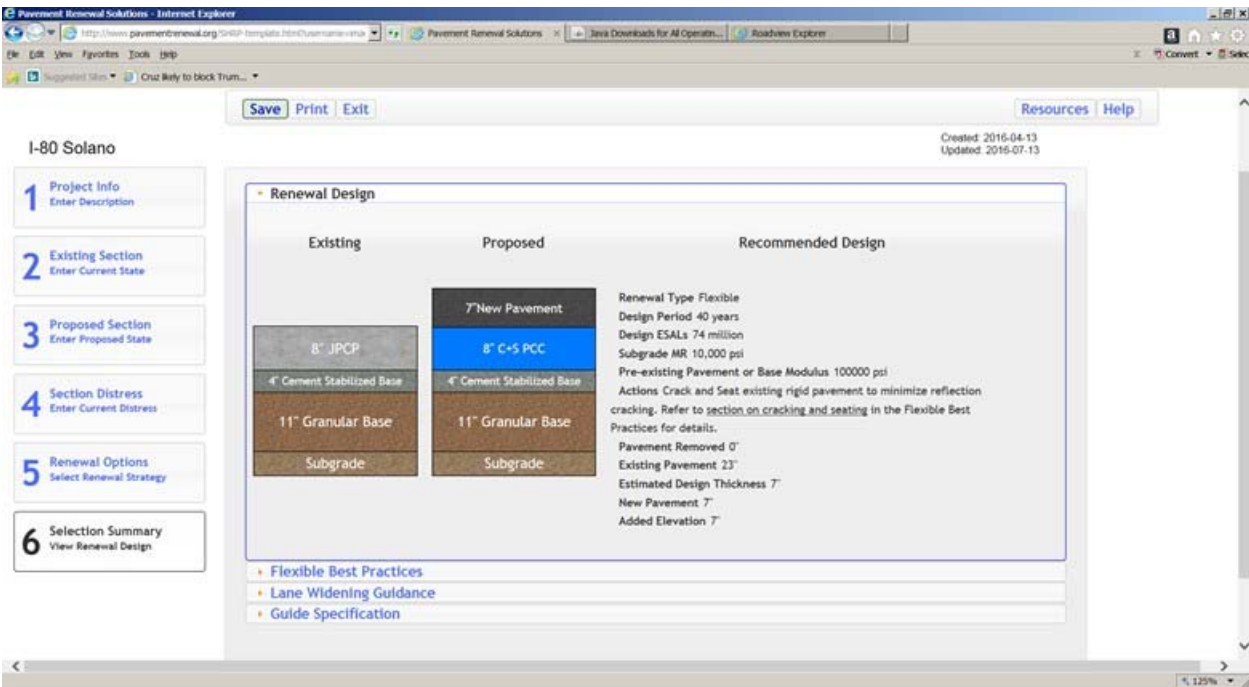 Pavement Renewal Solutions - Internet Explorer
http://www.pavementrenewal.org/SHRP-template.html?username=
Pavement Renewal Solutions
Java Downloads for All Operatin...
Roadview Explorer
File Edit View Favorites Tools Help
Convert
Suggested Sites
Cruz likely to block Trum...
Save Print Exit
Resources Help
Created: 2016-04-13
Updated: 2016-07-13
I-80 Solano
1 Project Info
Enter Description
2 Existing Section
Enter Current State
3 Proposed Section
Enter Proposed State
4 Section Distress
Enter Current Distress
5 Renewal Options
Select Renewal Strategy
6 Selection Summary
View Renewal Design
Renewal Design
Existing
8" JPCP
4" Cement Stabilized Base
11" Granular Base
Subgrade
Proposed
7"New Pavement
8" C+S PCC
4" Cement Stabilized Base
11" Granular Base
Subgrade
Recommended Design
Renewal Type Flexible
Design Period 40 years
Design ESALs 74 million
Subgrade MR 10,000 psi
Pre-existing Pavement or Base Modulus 100000 psi
Actions Crack and Seat existing rigid pavement to minimize reflection
cracking. Refer to section on cracking and seating in the Flexible Best
Practices for details.
Pavement Removed 0"
Existing Pavement 23"
Estimated Design Thickness 7"
New Pavement 7"
Added Elevation 7"
Flexible Best Practices
Lane Widening Guidance
Guide Specification
125%